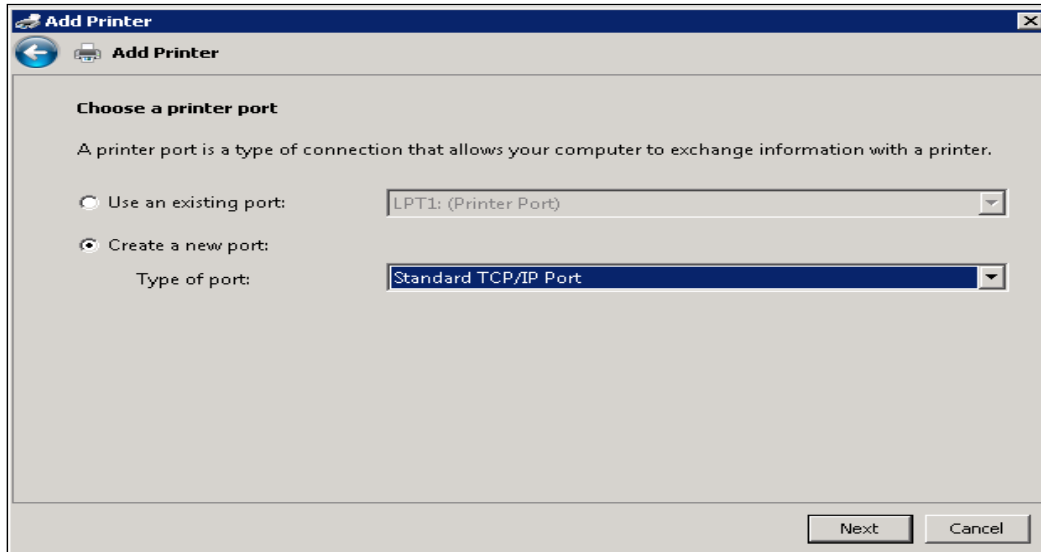 Add Printer
Add Printer
Choose a printer port
A printer port is a type of connection that allows your computer to exchange information with a printer.
Use an existing port: LPT1: (Printer Port)
Create a new port:
Type of port: Standard TCP/IP Port
Next Cancel